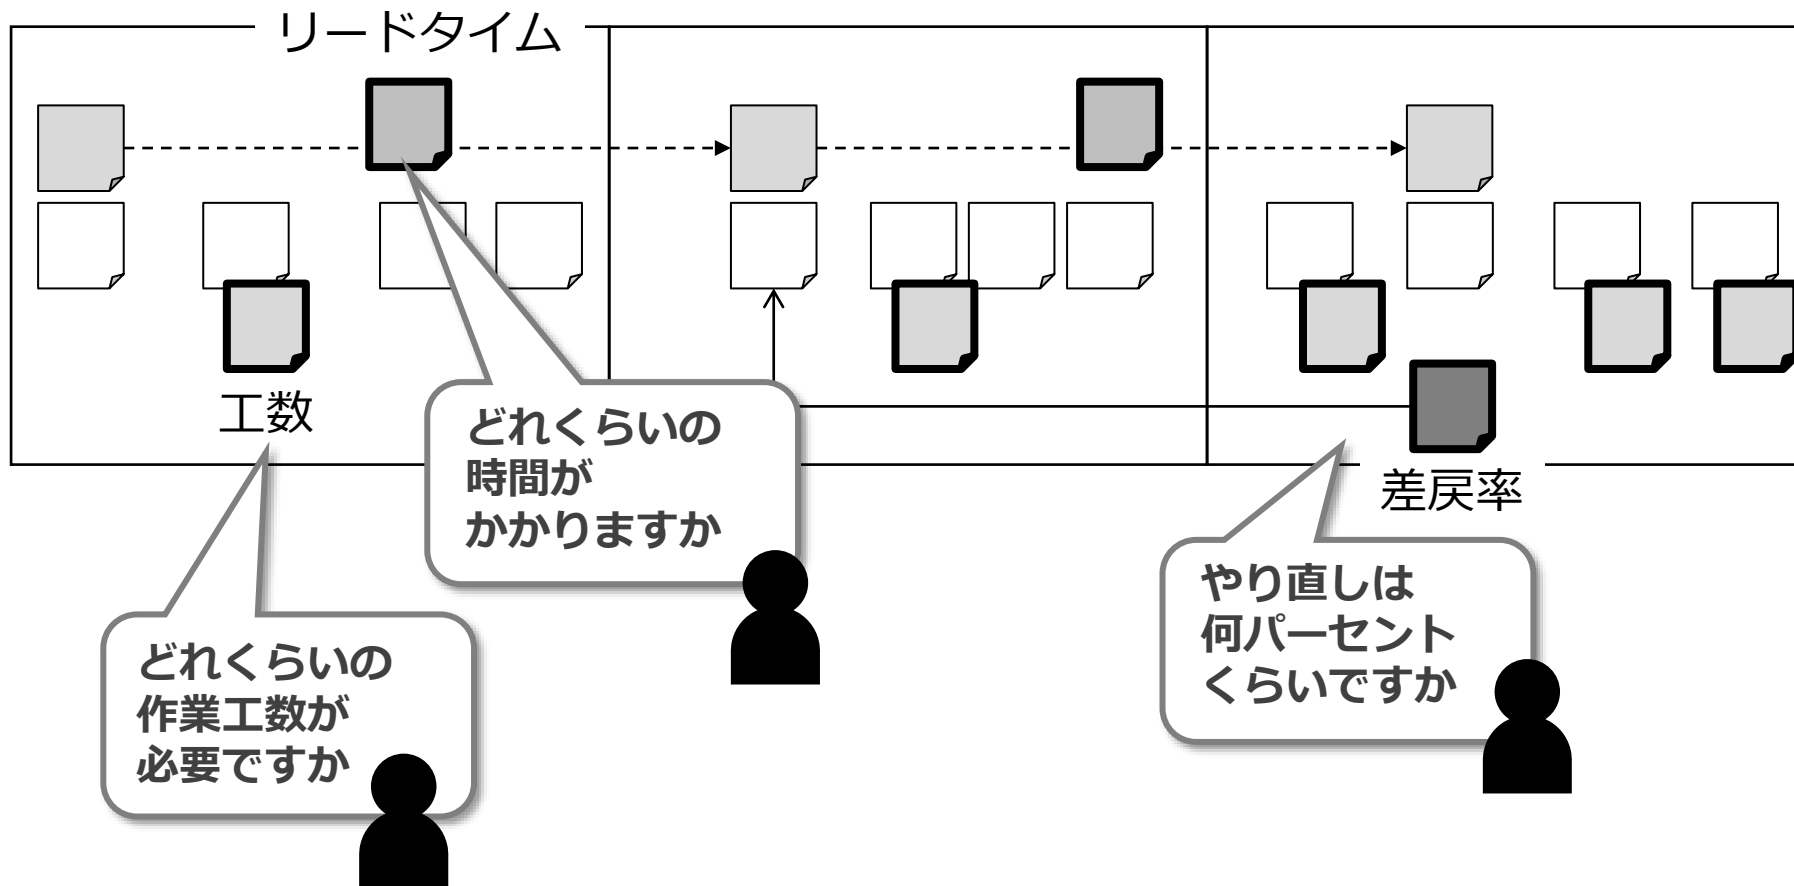 リードタイム
工数
どれくらいの
時間が
かかりますか
差戻率
どれくらいの
作業工数が
必要ですか
やり直しは
何パーセント
くらいですか